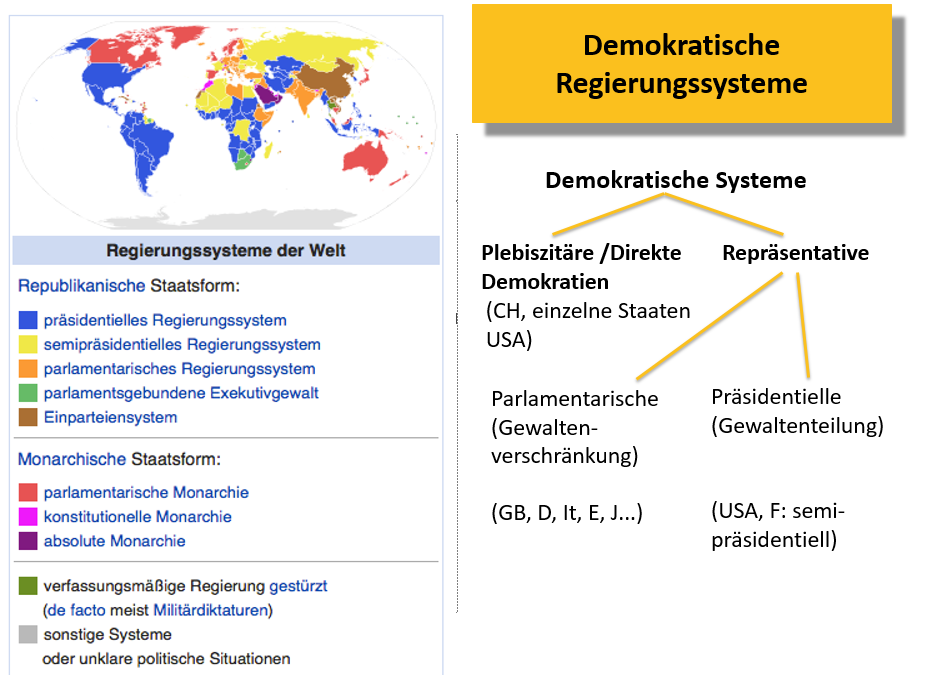 Regierungssysteme der Welt
Republikanische Staatsform:
präsidentielles Regierungssystem
semipräsidentielles Regierungssystem
parlamentarisches Regierungssystem
parlamentsgebundene Exekutivgewalt
Einparteiensystem
Monarchische Staatsform:
parlamentarische Monarchie
konstitutionelle Monarchie
absolute Monarchie
verfassungsmäßige Regierung gestürzt
(de facto meist Militärdiktaturen)
sonstige Systeme
oder unklare politische Situationen
Demokratische
Regierungssysteme
Demokratische Systeme
Plebiszitäre /Direkte
Demokratien
(CH, einzelne Staaten
USA)
Repräsentative
Parlamentarische
(Gewalten-
verschränkung)
(GB, D, It, E, J...)
Präsidentielle
(Gewaltenteilung)
(USA, F: semi-
präsidentiell)